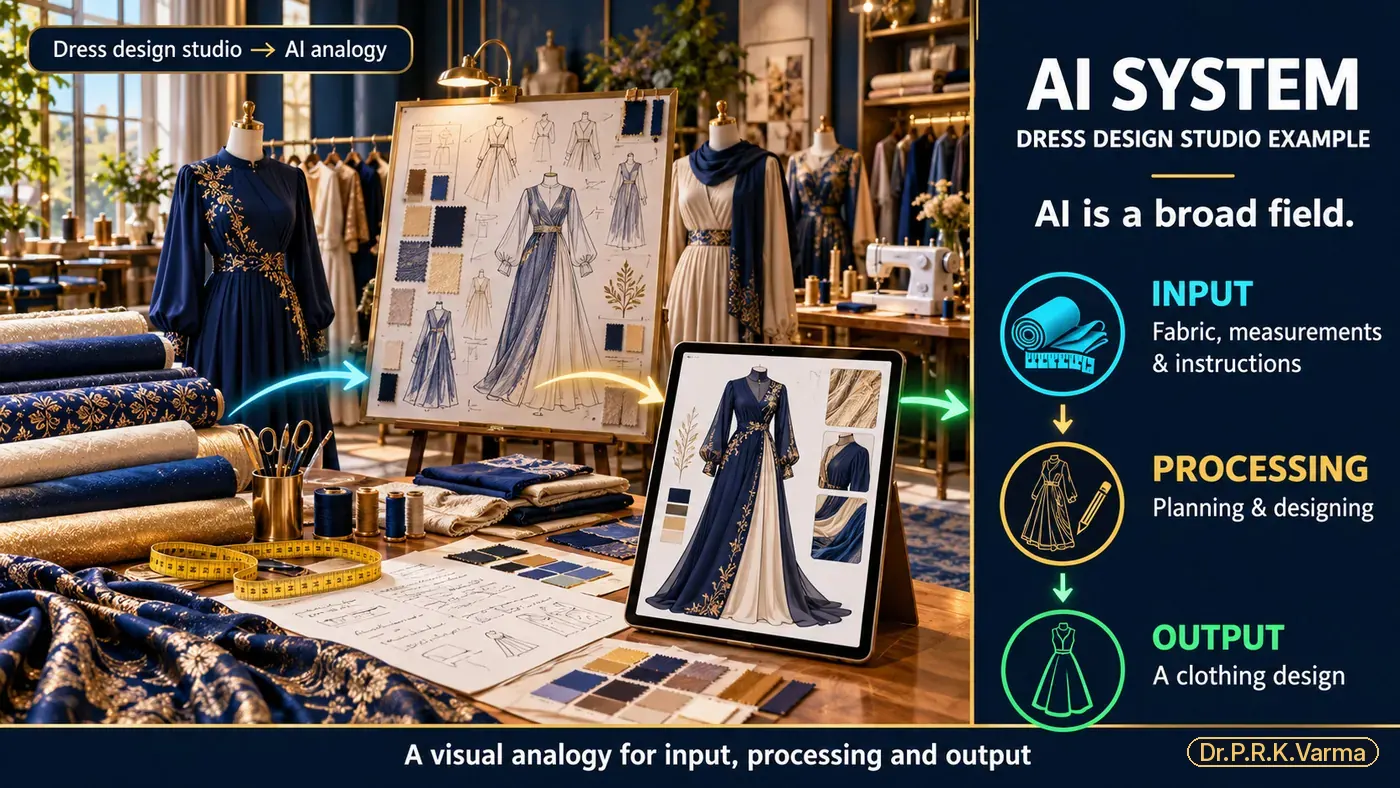 Dress design studio → AI analogy
AI SYSTEM
DRESS DESIGN STUDIO EXAMPLE
AI is a broad field.
INPUT
Fabric, measurements
& instructions
PROCESSING
Planning & designing
OUTPUT
A clothing design
A visual analogy for input, processing and output
Dr.P.R.K.Varma